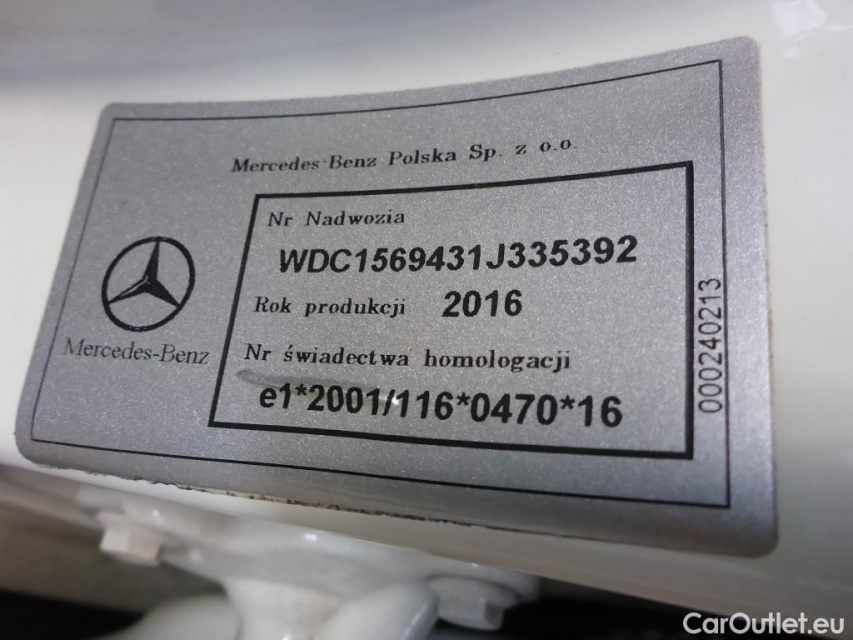 Mercedes-Benz Polska Sp. z o.o.
Nr Nadwozia
WDC1569431J335392
Rok produkcji 2016
Nr świadectwa homologacji
e1*2001/116*0470*16
Mercedes-Benz
000240213
CarOutlet.eu